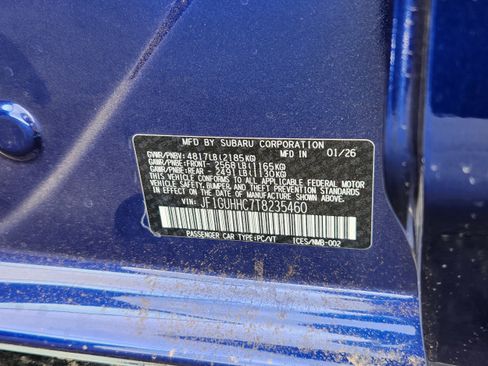 MFD BY SUBARU CORPORATION
GVWR/PNBV:4817LB(2185KG) 01/26
GAWR/PNBE:FRONT- 2568LB(1165KG)
GAWR/PNBE:REAR - 2491LB(1130KG)
THIS VEHICLE CONFORMS TO ALL APPLICABLE FEDERAL MOTOR
VEHICLE SAFETY, BUMPER, AND THEFT PREVENTION STANDARDS
IN EFFECT ON THE DATE OF MANUFACTURE SHOWN ABOVE.
VIN: JF1GUHHC7T8235460
PASSENGER CAR TYPE:PC/VT ICES/NMB-002